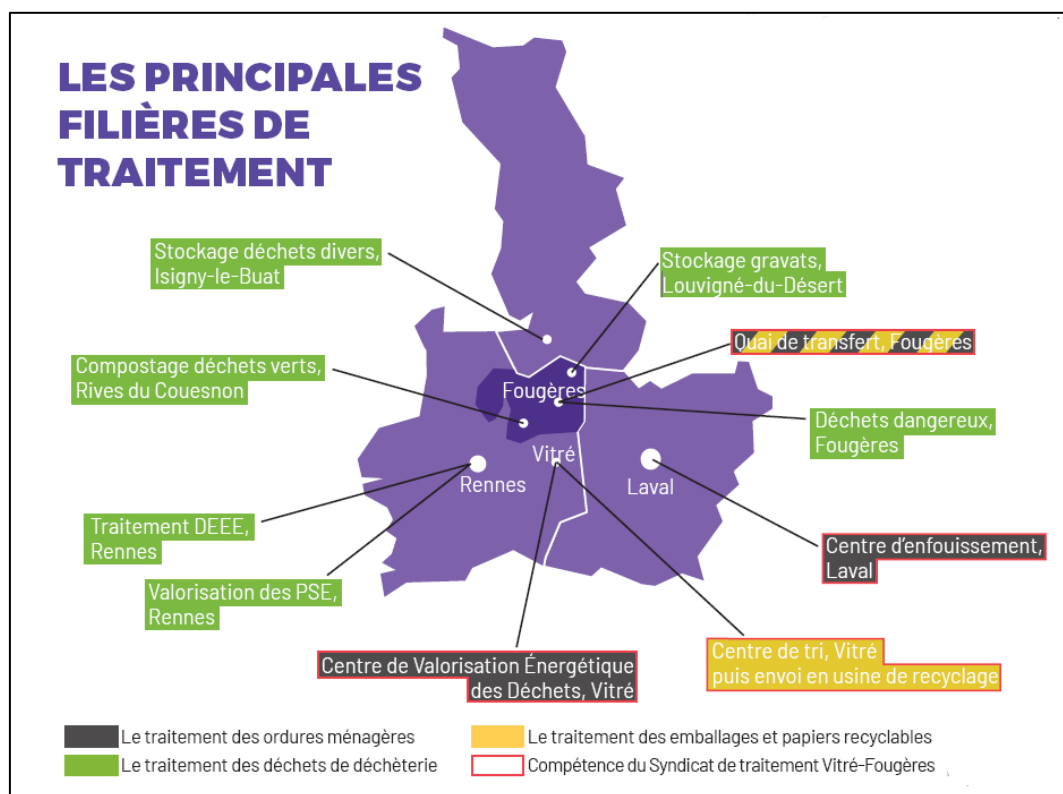 LES PRINCIPALES
FILIÈRES DE
TRAITEMENT
Stockage déchets divers,
Isigny-le-Buat
Stockage gravats,
Louvigné-du-Désert
Quai de transfert, Fougères
Compostage déchets verts,
Rives du Couesnon
Fougères
Déchets dangereux,
Fougères
Vitré
Rennes
Laval
Traitement DEEE,
Rennes
Centre d'enfouissement,
Laval
Valorisation des PSE,
Rennes
Centre de Valorisation Énergétique
des Déchets, Vitré
Centre de tri, Vitré
puis envoi en usine de recyclage
Le traitement des ordures ménagères
Le traitement des emballages et papiers recyclables
Le traitement des déchets de déchèterie
Compétence du Syndicat de traitement Vitré-Fougères